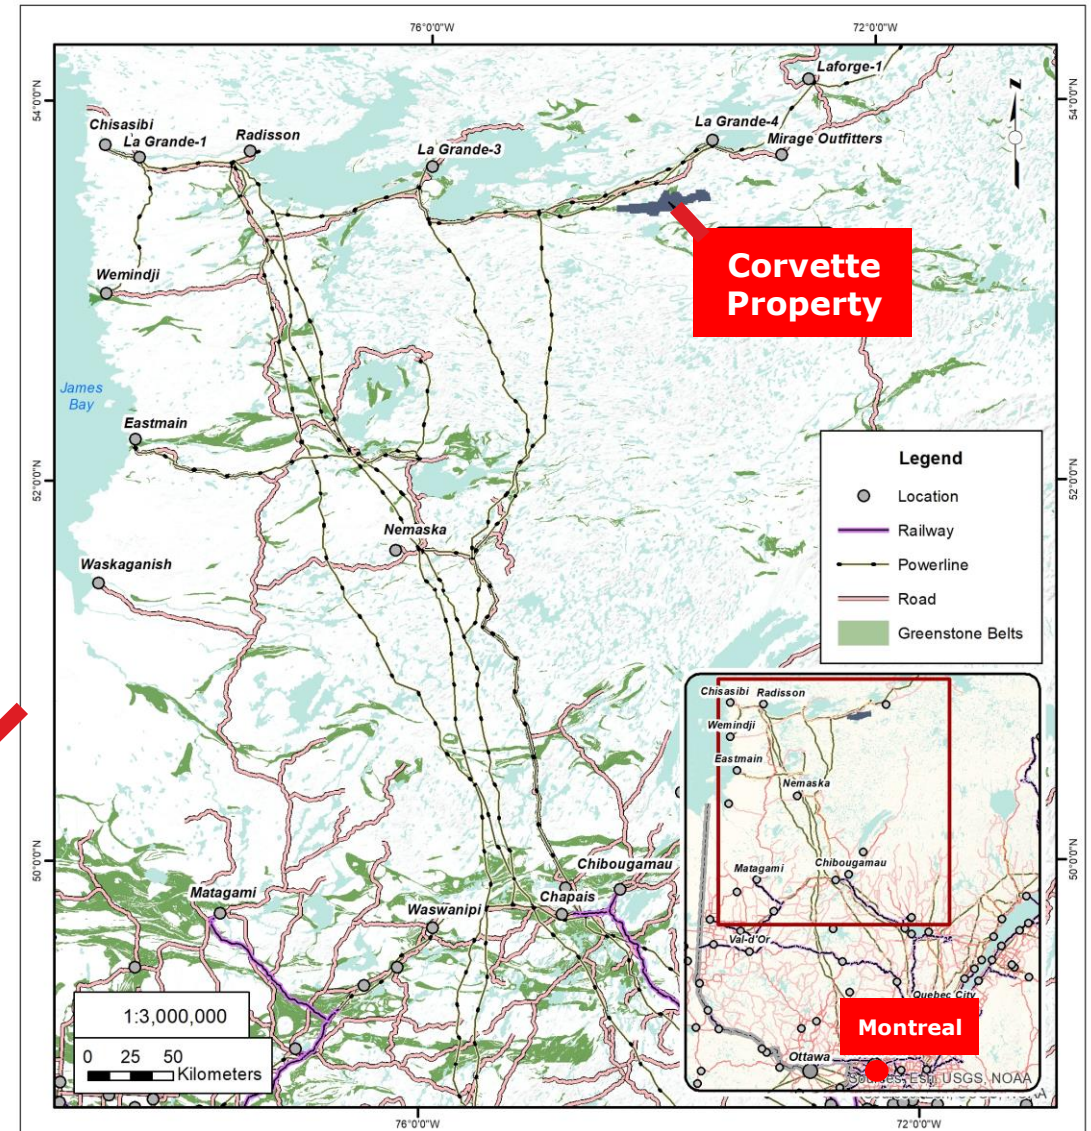 76°0'0"W
72°0'0"W
54°0'0"N
54°0'0"N
Laforge-1
Chisasibi
La Grande-1
Radisson
La Grande-3
La Grande-4
Mirage Outfitters
N
Corvette
Property
Wemindji
James
Bay
Eastmain
52°0'0"N
52°0'0"N
Nemaska
Waskaganish
Legend
Location
Railway
Powerline
Road
Greenstone Belts
50°0'0"N
50°0'0"N
Matagami
Waswanipi
Chapais
Chibougamau
Chisasibi
Radisson
Wemindji
Eastmain
Nemaska
Matagami
Chibougamau
Val-d'Or
Quebec City
Montreal
Ottawa
Sources: Esri, USGS, NOAA
1:3,000,000
0 25 50
Kilometers
76°0'0"W
72°0'0"W